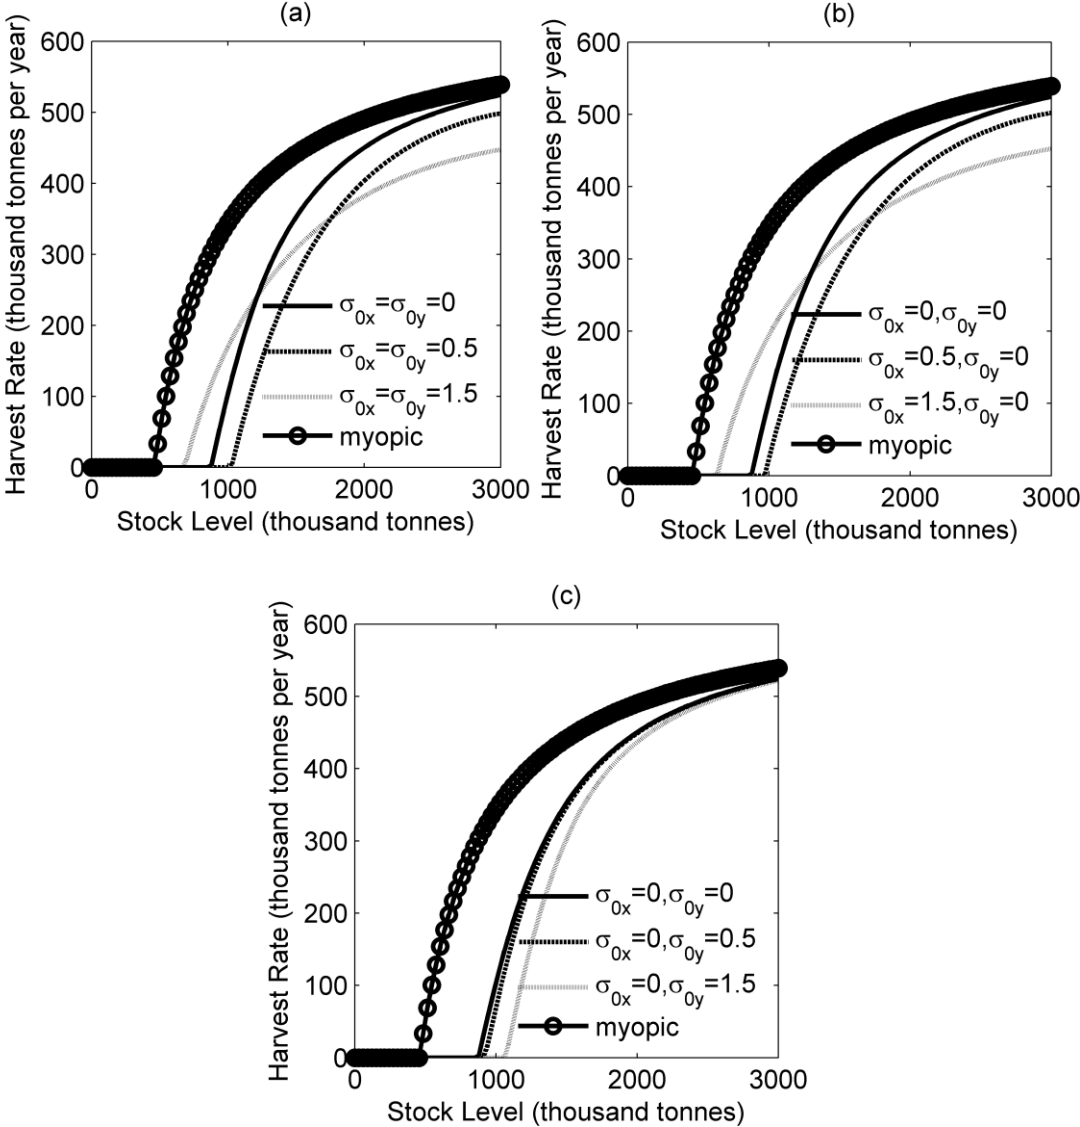 (a)
Harvest Rate (thousand tonnes per year)
600
500
400
300
200
100
0
σ0x=σ0y=0
σ0x=σ0y=0.5
σ0x=σ0y=1.5
myopic
0 1000 2000 3000
Stock Level (thousand tonnes)
(b)
Harvest Rate (thousand tonnes per year)
600
500
400
300
200
100
0
σ0x=0,σ0y=0
σ0x=0.5,σ0y=0
σ0x=1.5,σ0y=0
myopic
0 1000 2000 3000
Stock Level (thousand tonnes)
(c)
Harvest Rate (thousand tonnes per year)
600
500
400
300
200
100
0
σ0x=0,σ0y=0
σ0x=0,σ0y=0.5
σ0x=0,σ0y=1.5
myopic
0 1000 2000 3000
Stock Level (thousand tonnes)